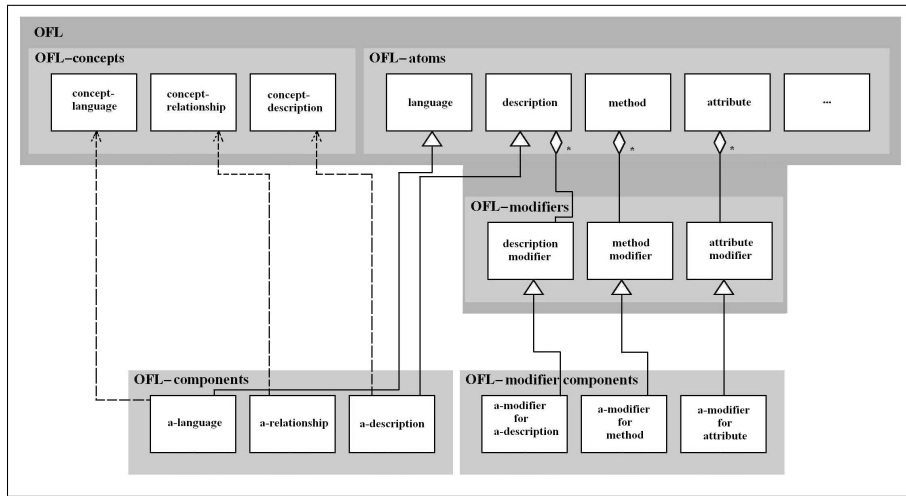 OFL
OFL-concepts
concept-
language
concept-
relationship
concept-
description
OFL-atoms
language
description
method
attribute
...
*
*
*
OFL-modifiers
description
modifier
method
modifier
attribute
modifier
OFL-components
a-language
a-relationship
a-description
OFL-modifier components
a-modifier
for
a-description
a-modifier
for
method
a-modifier
for
attribute